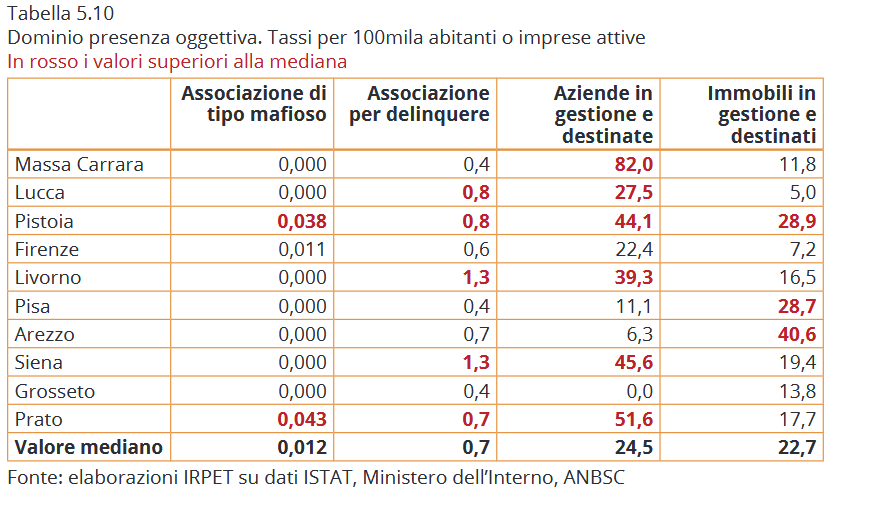 Tabella 5.10
Dominio presenza oggettiva. Tassi per 100mila abitanti o imprese attive
In rosso i valori superiori alla mediana
Associazione di tipo mafioso Associazione per delinquere Aziende in gestione e destinate Immobili in gestione e destinati
Massa Carrara 0,000 0,4 82,0 11,8
Lucca 0,000 0,8 27,5 5,0
Pistoia 0,038 0,8 44,1 28,9
Firenze 0,011 0,6 22,4 7,2
Livorno 0,000 1,3 39,3 16,5
Pisa 0,000 0,4 11,1 28,7
Arezzo 0,000 0,7 6,3 40,6
Siena 0,000 1,3 45,6 19,4
Grosseto 0,000 0,4 0,0 13,8
Prato 0,043 0,7 51,6 17,7
Valore mediano 0,012 0,7 24,5 22,7
Fonte: elaborazioni IRPET su dati ISTAT, Ministero dell'Interno, ANBSC